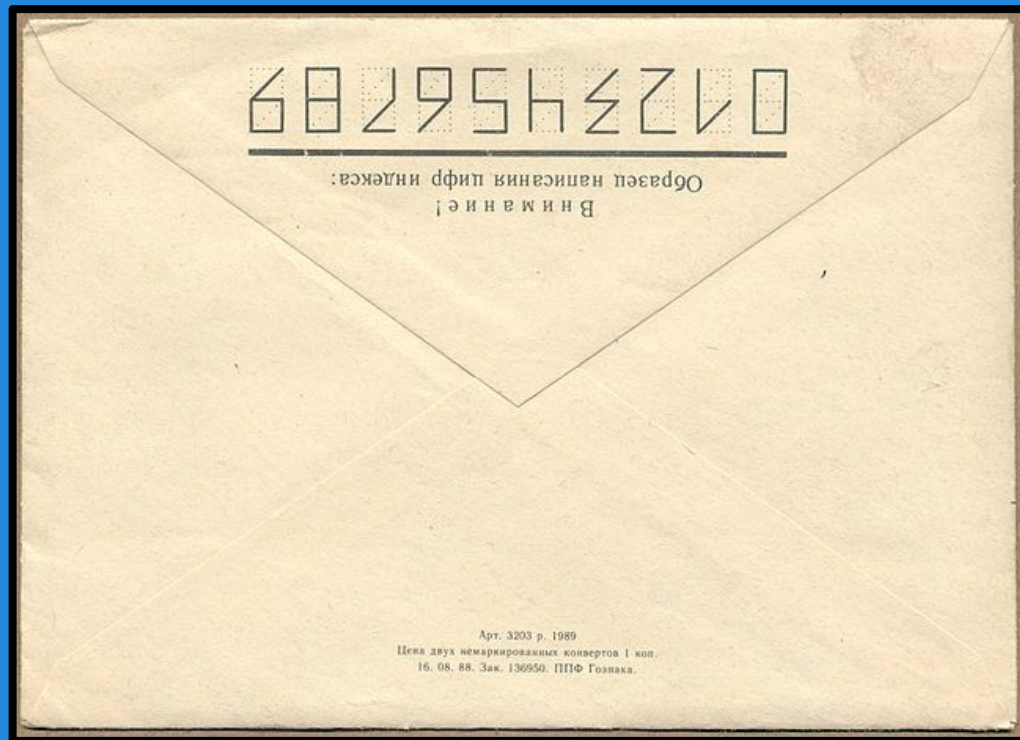 Внимание!
Образец написания цифр индекса:
0123456789
Арт. 3203 р. 1989
Цена двух немаркированных конвертов 1 коп.
16. 08. 88. Зак. 136950. ППФ Гознака.